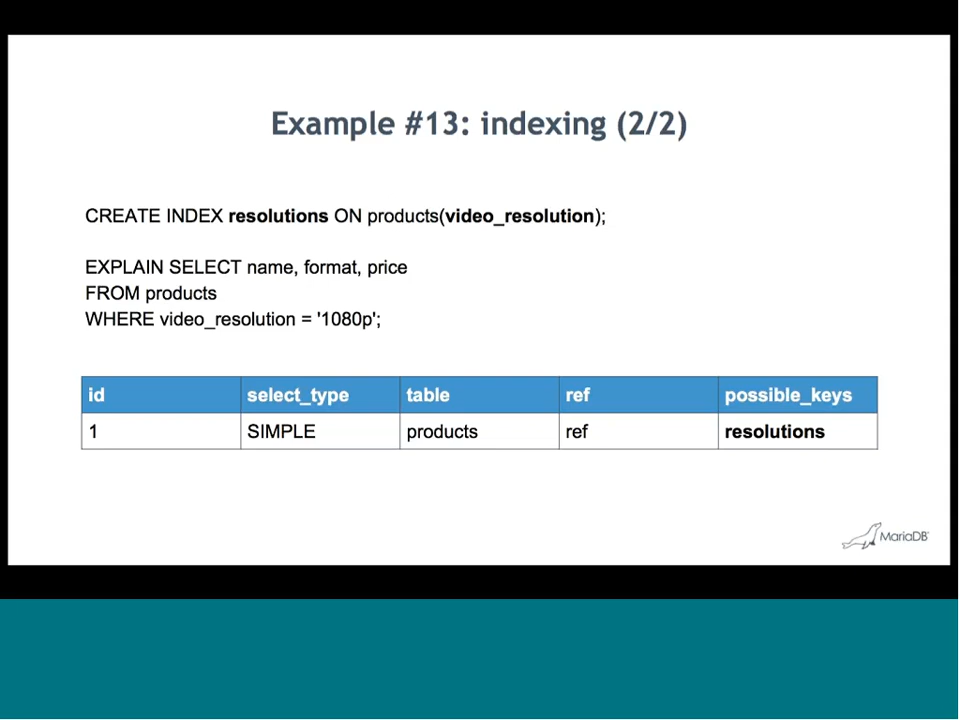 Example #13: indexing (2/2)
CREATE INDEX resolutions ON products(video_resolution);
EXPLAIN SELECT name, format, price
FROM products
WHERE video_resolution = '1080p';
id select_type table ref possible_keys
1 SIMPLE products ref resolutions
MariaDB